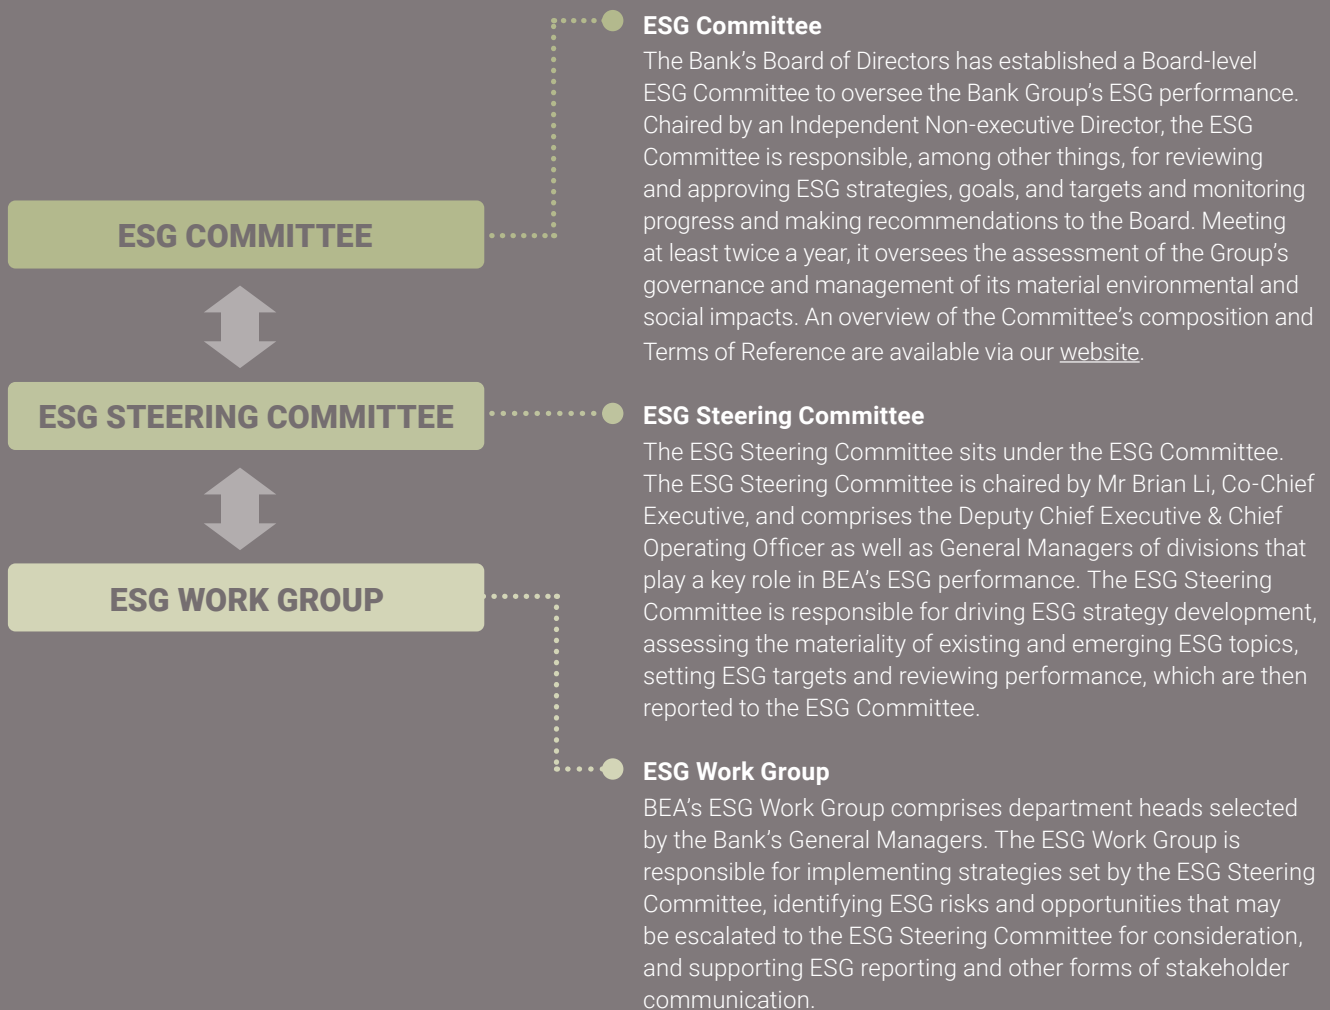 ESG COMMITTEE
ESG STEERING COMMITTEE
ESG WORK GROUP
ESG Committee
The Bank’s Board of Directors has established a Board-level
ESG Committee to oversee the Bank Group’s ESG performance.
Chaired by an Independent Non-executive Director, the ESG
Committee is responsible, among other things, for reviewing
and approving ESG strategies, goals, and targets and monitoring
progress and making recommendations to the Board. Meeting
at least twice a year, it oversees the assessment of the Group’s
governance and management of its material environmental and
social impacts. An overview of the Committee’s composition and
Terms of Reference are available via our website.
ESG Steering Committee
The ESG Steering Committee sits under the ESG Committee.
The ESG Steering Committee is chaired by Mr Brian Li, Co-Chief
Executive, and comprises the Deputy Chief Executive & Chief
Operating Officer as well as General Managers of divisions that
play a key role in BEA’s ESG performance. The ESG Steering
Committee is responsible for driving ESG strategy development,
assessing the materiality of existing and emerging ESG topics,
setting ESG targets and reviewing performance, which are then
reported to the ESG Committee.
ESG Work Group
BEA’s ESG Work Group comprises department heads selected
by the Bank’s General Managers. The ESG Work Group is
responsible for implementing strategies set by the ESG Steering
Committee, identifying ESG risks and opportunities that may
be escalated to the ESG Steering Committee for consideration,
and supporting ESG reporting and other forms of stakeholder
communication.